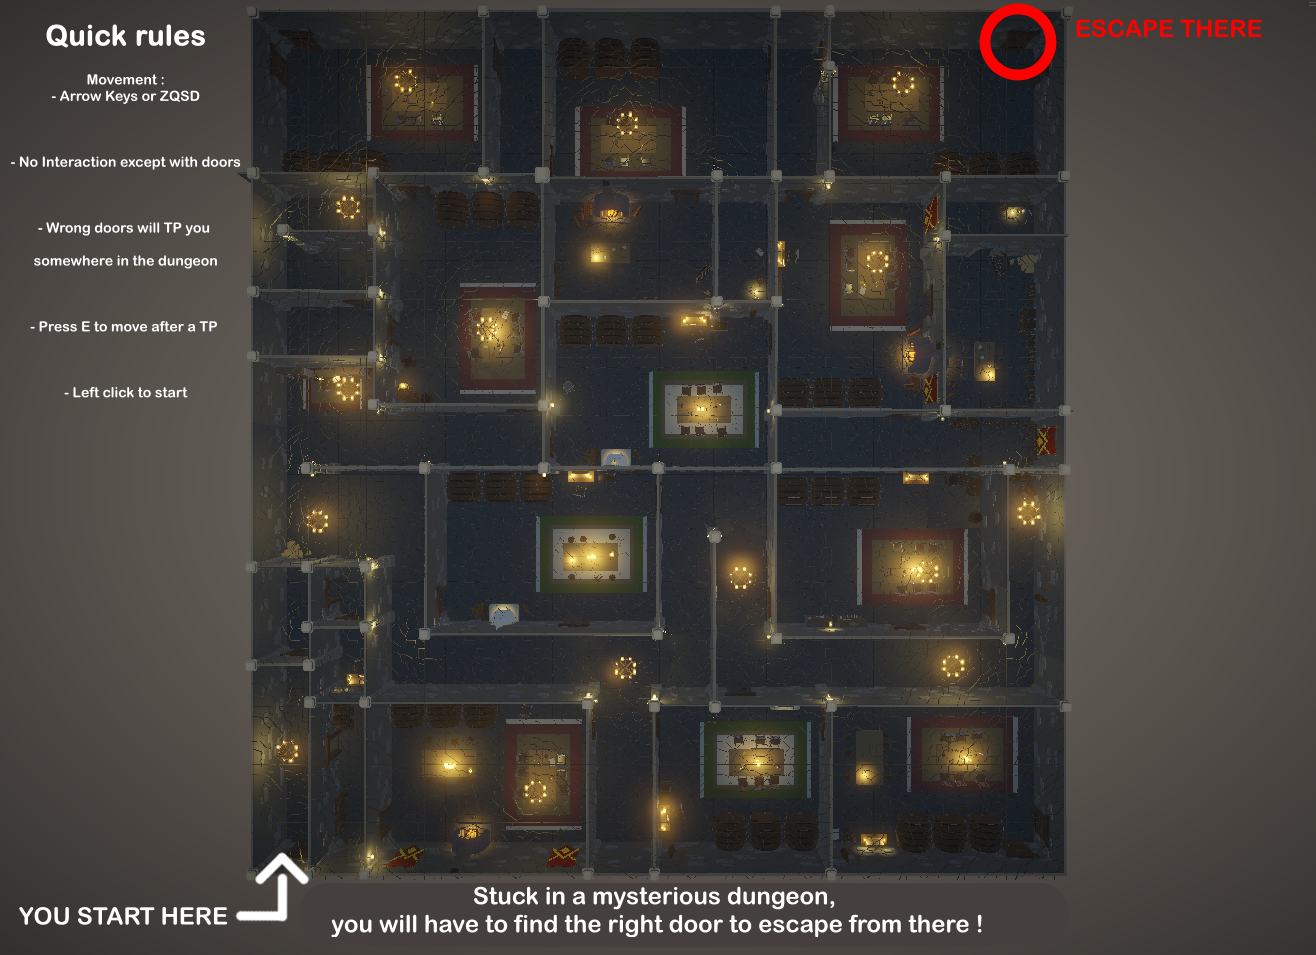 Quick rules
Movement :
- Arrow Keys or ZQSD
- No Interaction except with doors
- Wrong doors will TP you
somewhere in the dungeon
- Press E to move after a TP
- Left click to start
ESCAPE THERE
YOU START HERE
Stuck in a mysterious dungeon,
you will have to find the right door to escape from there !